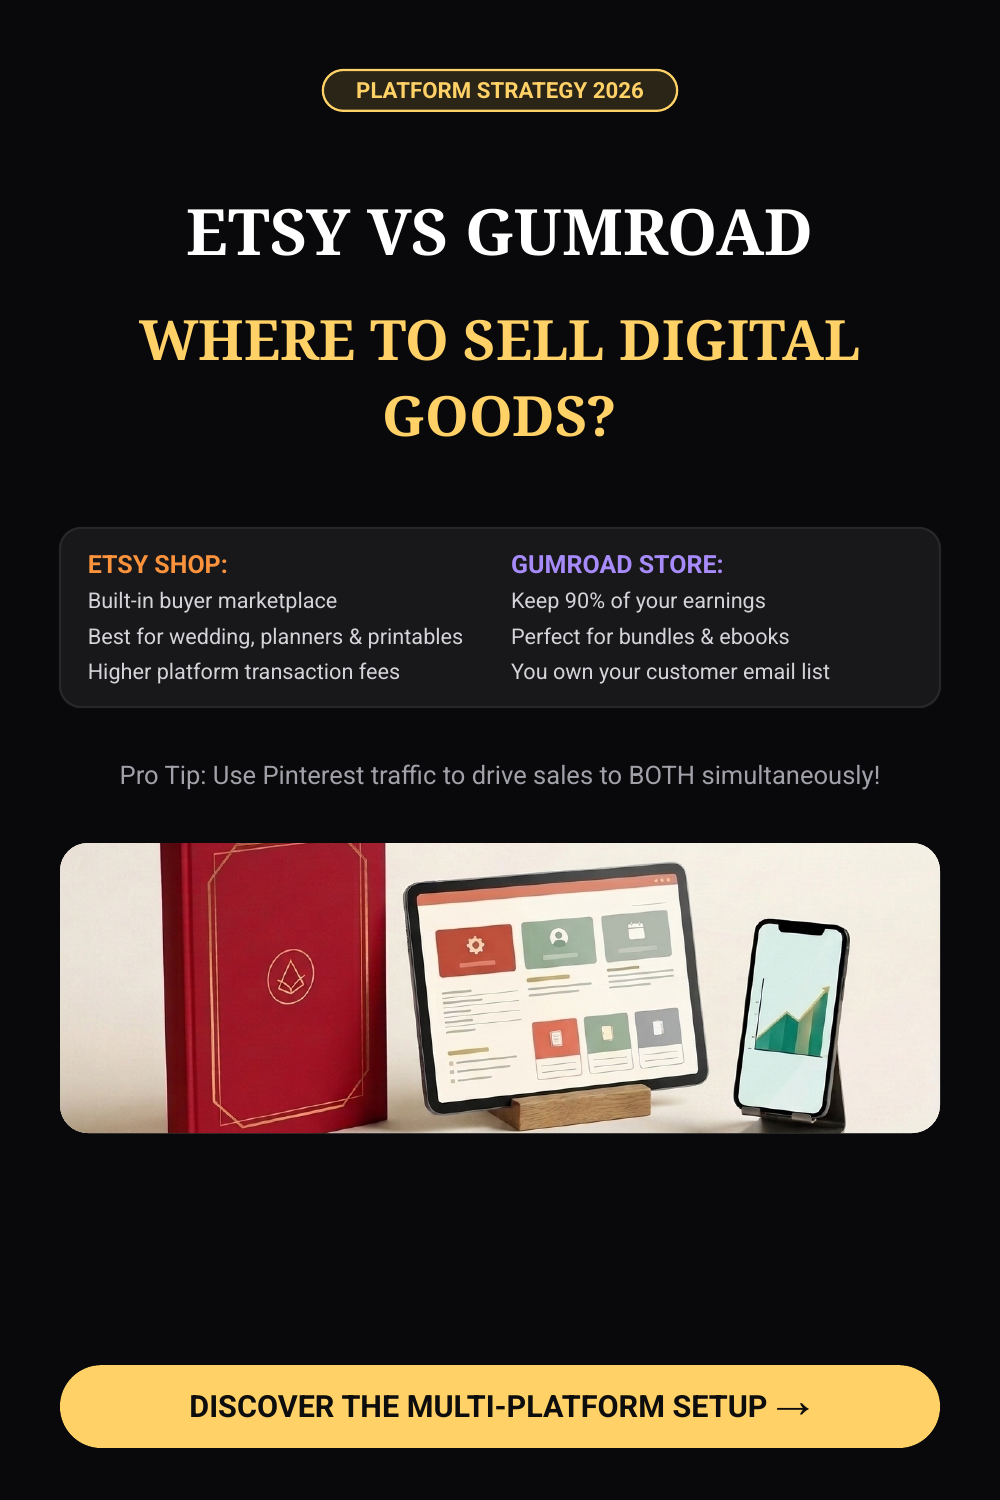 PLATFORM STRATEGY 2026
ETSY VS GUMROAD
WHERE TO SELL DIGITAL
GOODS?
ETSY SHOP:
Built-in buyer marketplace
Best for wedding, planners & printables
Higher platform transaction fees
GUMROAD STORE:
Keep 90% of your earnings
Perfect for bundles & ebooks
You own your customer email list
Pro Tip: Use Pinterest traffic to drive sales to BOTH simultaneously!
DISCOVER THE MULTI-PLATFORM SETUP →